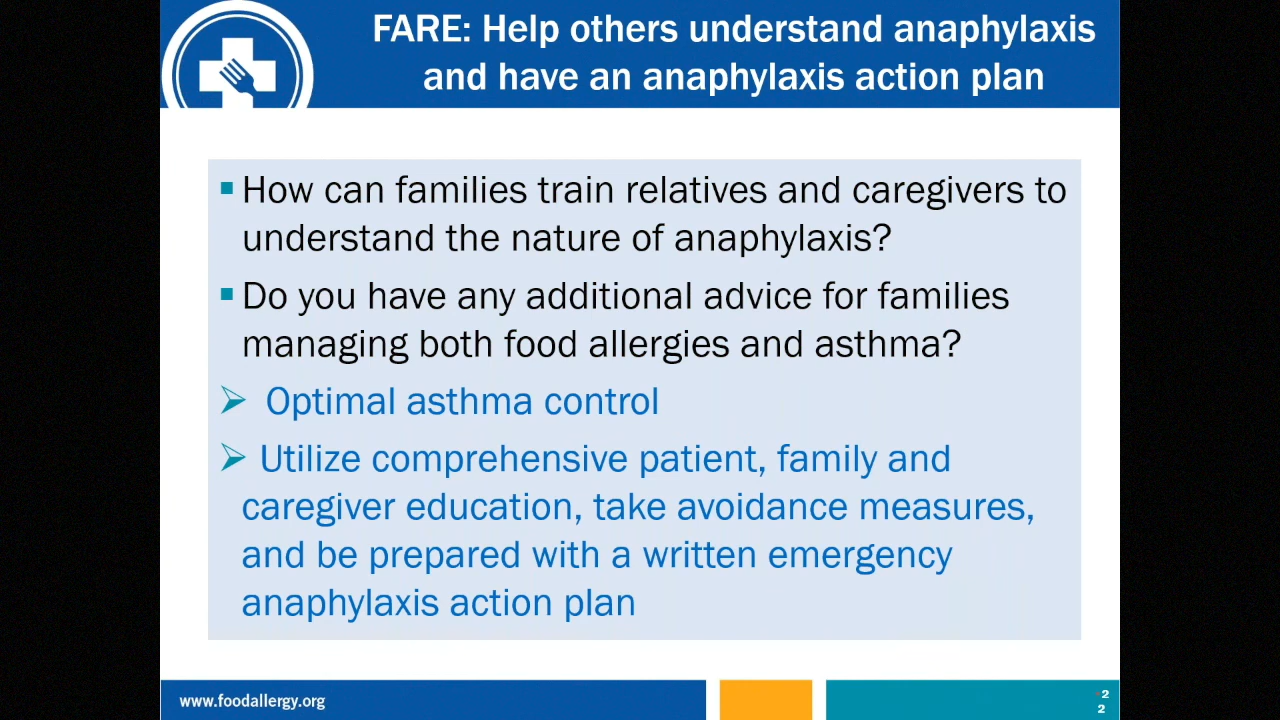 FARE: Help others understand anaphylaxis
and have an anaphylaxis action plan
▪ How can families train relatives and caregivers to
understand the nature of anaphylaxis?
▪ Do you have any additional advice for families
managing both food allergies and asthma?
➢ Optimal asthma control
➢ Utilize comprehensive patient, family and
caregiver education, take avoidance measures,
and be prepared with a written emergency
anaphylaxis action plan
www.foodallergy.org
2
2